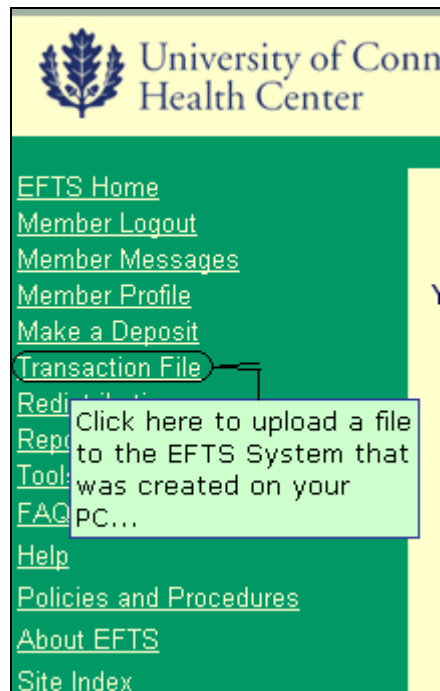 University of Conn
Health Center
EFTS Home
Member Logout
Member Messages
Member Profile
Y
Make a Deposit
Transaction File
Click here to upload a file
to the EFTS System that
was created on your
PC...
FAQ
Help
Policies and Procedures
About EFTS
Site Index